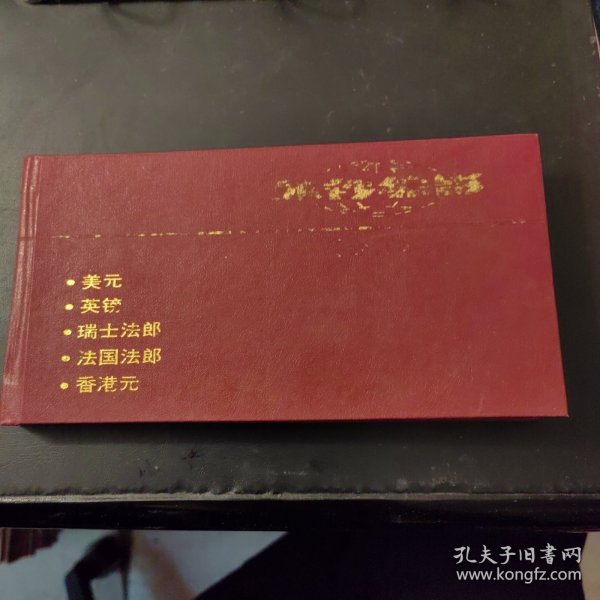 • 美元
• 英镑
• 瑞士法郎
• 法国法郎
• 香港元
孔夫子旧书网
www.kongfz.com